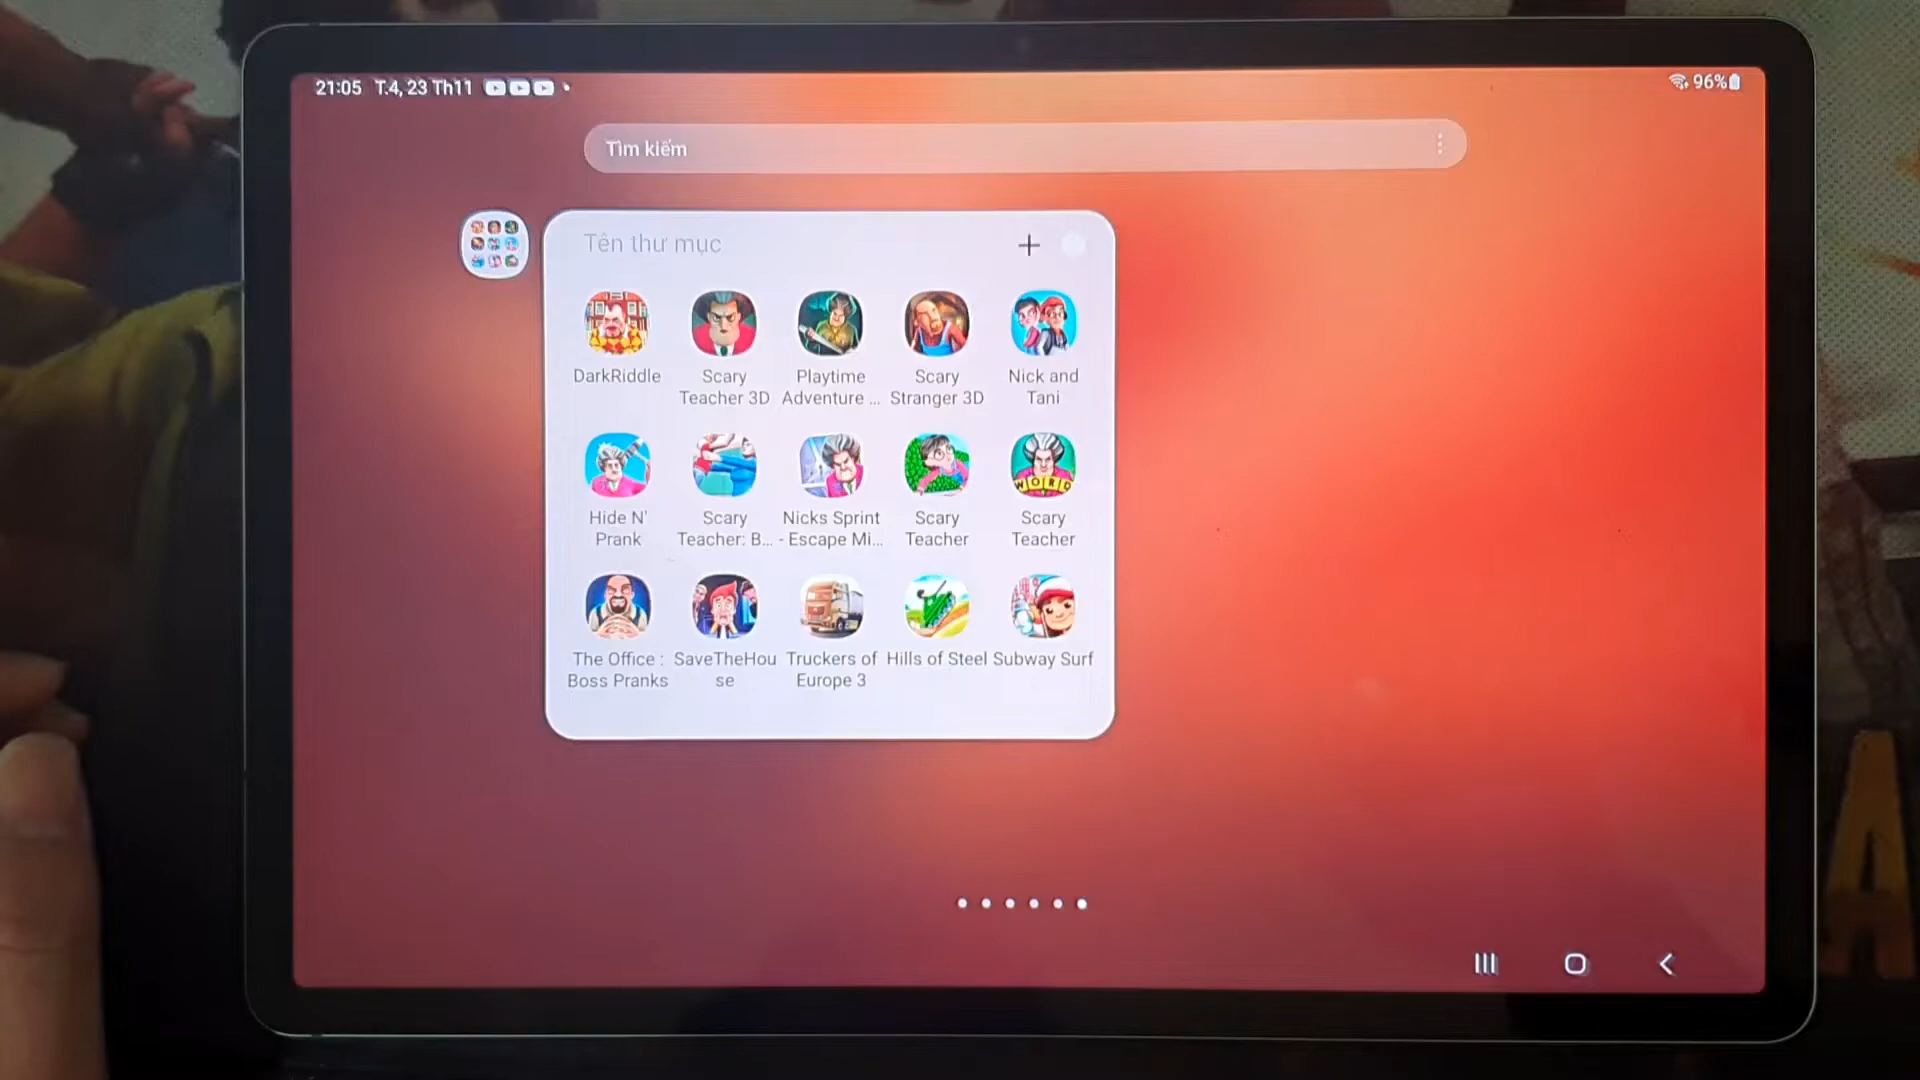 21:05 T.4, 23 Th11
96%
Tìm kiếm
Tên thư mục
DarkRiddle
Scary
Teacher 3D
Playtime
Adventure ...
Scary
Stranger 3D
Nick and
Tani
Hide N'
Prank
Scary
Teacher: B...
Nicks Sprint
- Escape Mi...
Scary
Teacher
Scary
Teacher
WORD
The Office :
Boss Pranks
SaveTheHou
se
Truckers of
Europe 3
Hills of Steel
Subway Surf
A